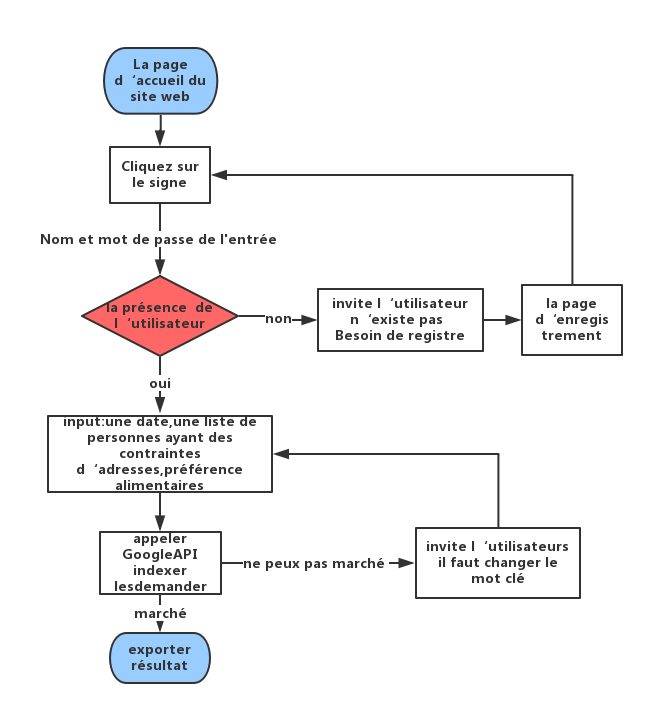 La page
d ‘accueil du
site web
Cliquez sur
le signe
Nom et mot de passe de l'entrée
la présence de
l ‘utilisateur
non
invite l ‘utilisateur
n ‘existe pas
Besoin de registre
la page
d ‘enregis
trement
oui
input:une date,une liste de
personnes ayant des
contraintes
d ‘adresses,préférence
alimentaires
appeler
GoogleAPI
indexer
lesdemander
ne peux pas marché
invite l ‘utilisateurs
il faut changer le
mot clé
marché
exporter
résultat